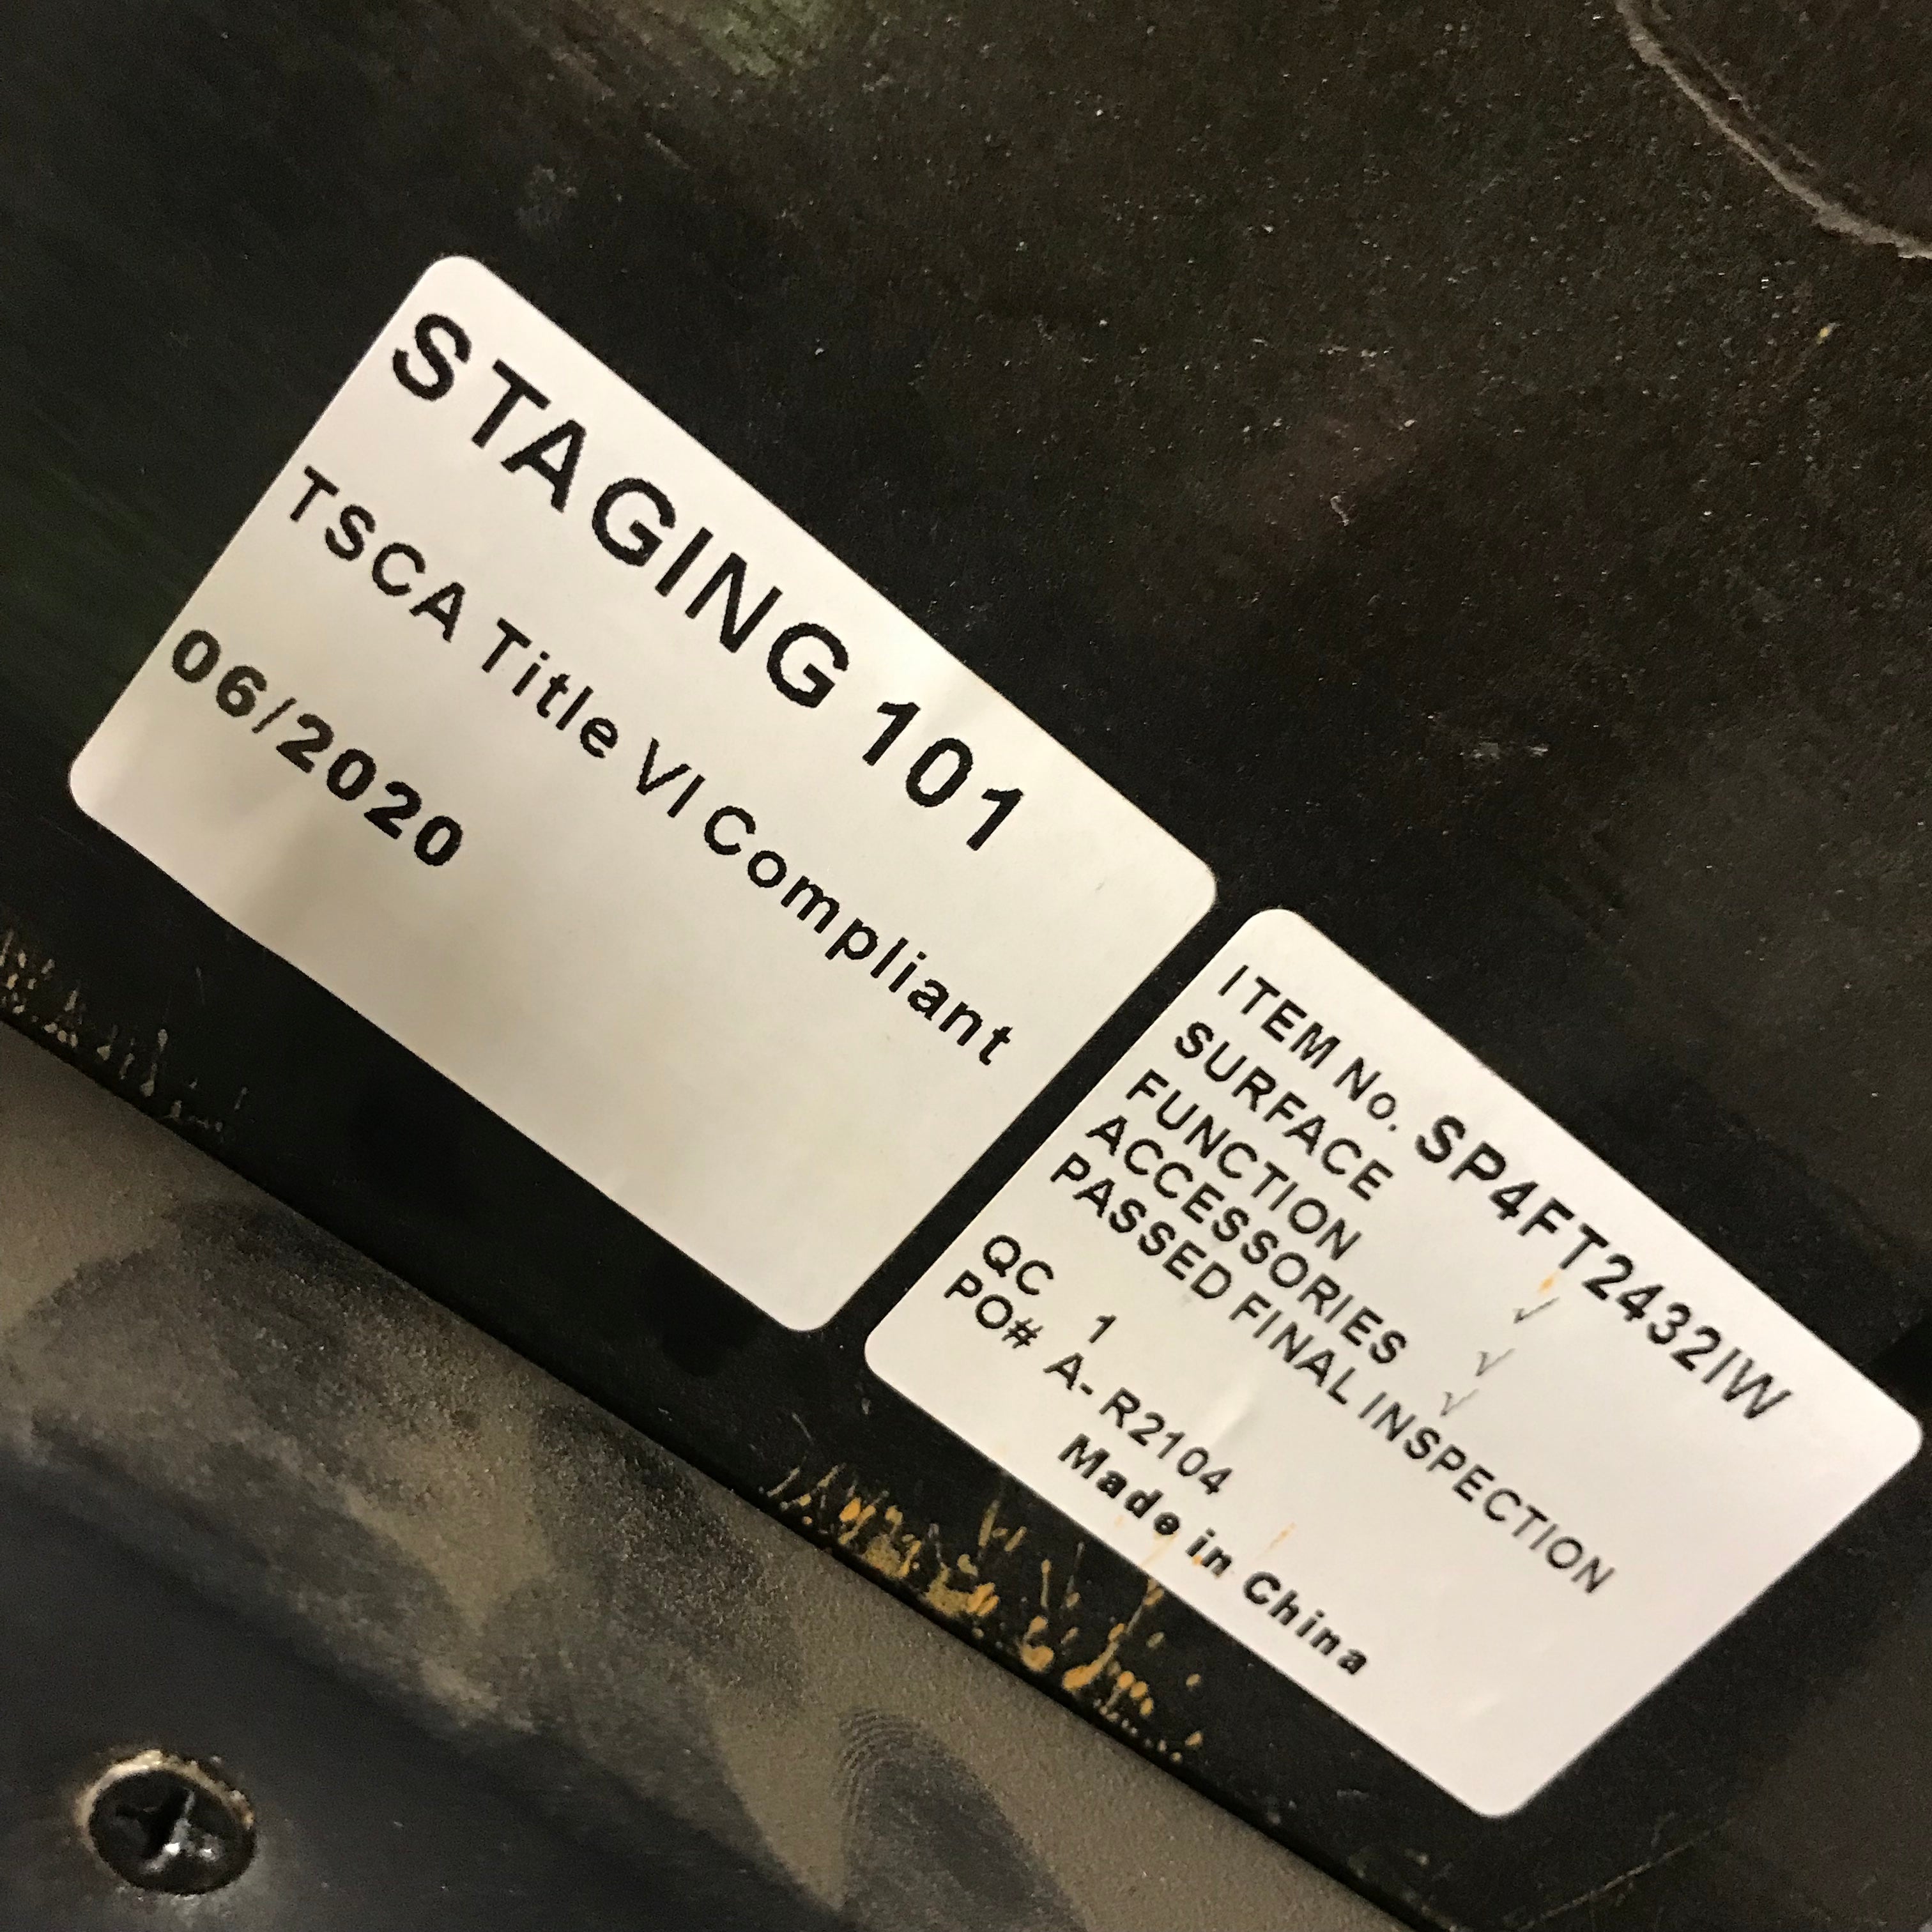 STAGING 101
TSCA Title VI Compliant
06/2020
ITEM No. SP4FT2432IW
SURFACE ✓
FUNCTION ✓
ACCESSORIES ✓
PASSED FINAL INSPECTION
QC 1
PO# A- R2104
Made in China